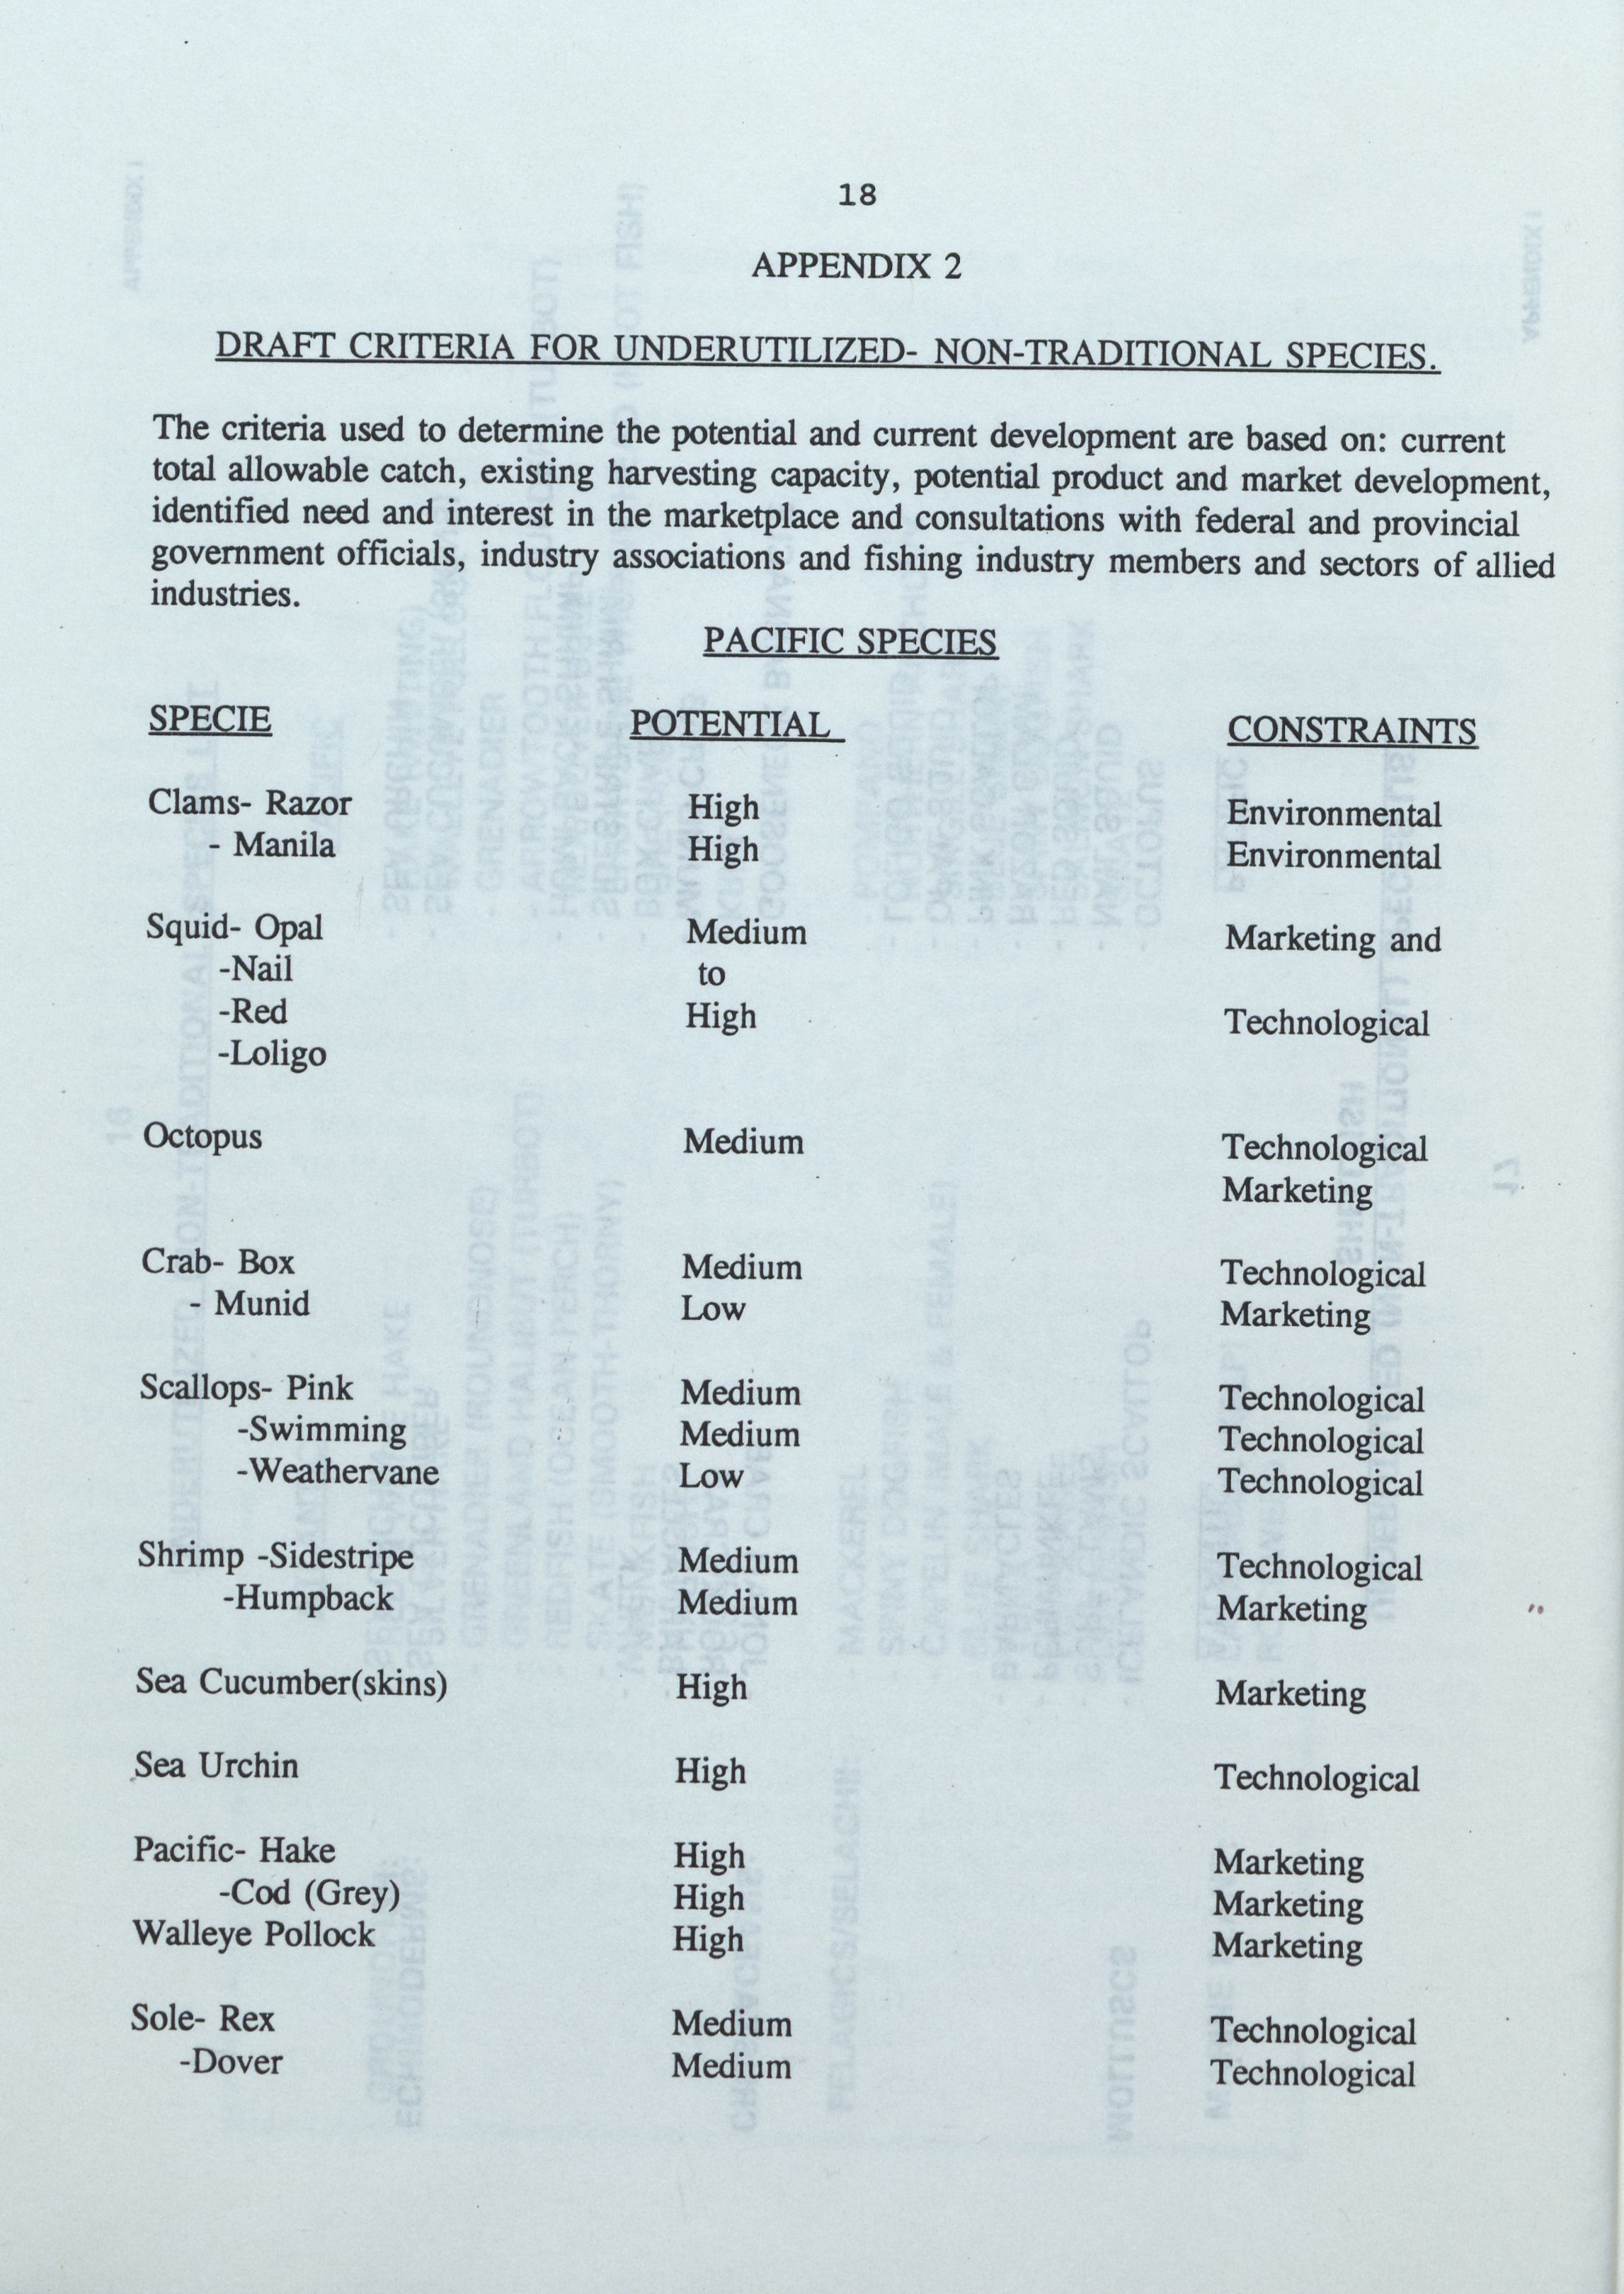 18
APPENDIX 2
DRAFT CRITERIA FOR UNDERUTILIZED- NON-TRADITIONAL SPECIES.
The criteria used to determine the potential and current development are based on: current
total allowable catch, existing harvesting capacity, potential product and market development,
identified need and interest in the marketplace and consultations with federal and provincial
government officials, industry associations and fishing industry members and sectors of allied
industries.
PACIFIC SPECIES
SPECIE POTENTIAL CONSTRAINTS
Clams- Razor High Environmental
- Manila High Environmental
Squid- Opal Medium Marketing and
-Nail to
-Red High Technological
-Loligo
Octopus Medium Technological
Marketing
Crab- Box Medium Technological
- Munid Low Marketing
Scallops- Pink Medium Technological
-Swimming Medium Technological
-Weathervane Low Technological
Shrimp -Sidestripe Medium Technological
-Humpback Medium Marketing
Sea Cucumber(skins) High Marketing
Sea Urchin High Technological
Pacific- Hake High Marketing
-Cod (Grey) High Marketing
Walleye Pollock High Marketing
Sole- Rex Medium Technological
-Dover Medium Technological